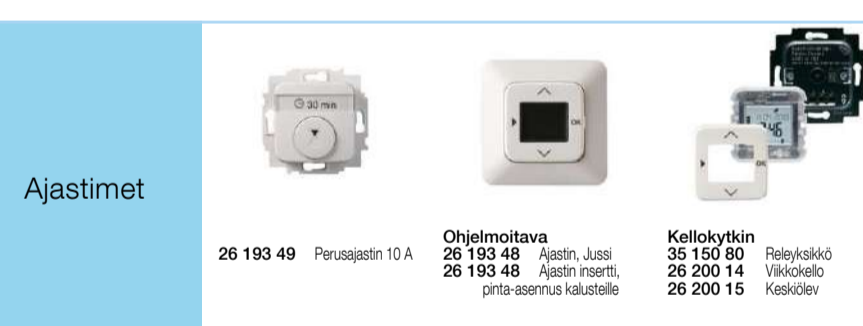 Ajastimet
30 min
OK
OK
26 193 49 Perusajastin 10 A
Ohjelmoitava
26 193 48 Ajastin, Jussi
26 193 48 Ajastin insertti,
pinta-asennus kalusteille
Kellokytkin
35 150 80 Releyksikkö
26 200 14 Viikkokello
26 200 15 Keskiölev